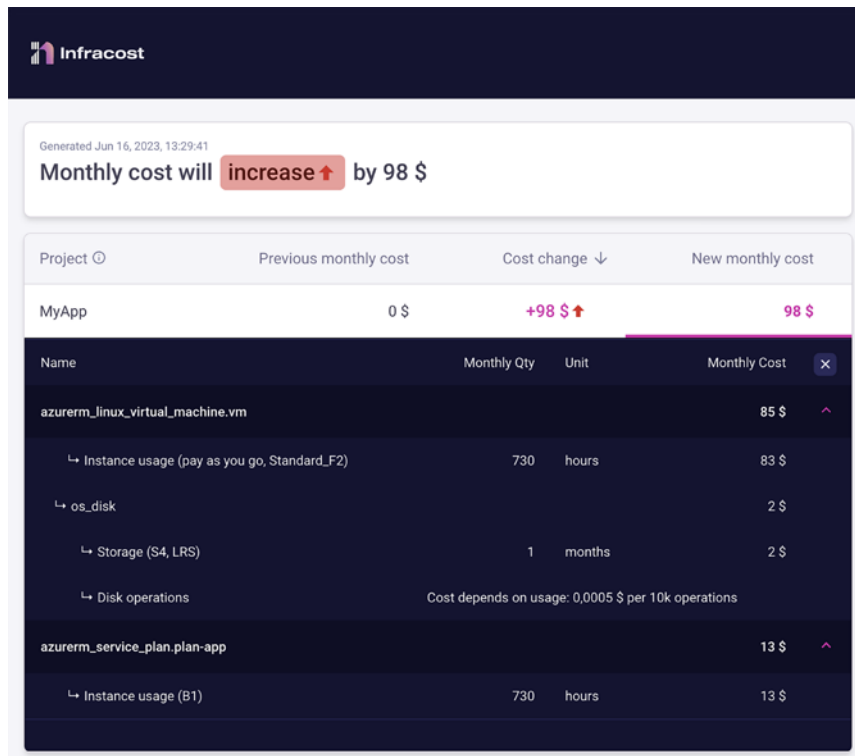 Infracost
Generated Jun 16, 2023, 13:29:41
Monthly cost will increase by 98 $
Project Previous monthly cost Cost change ↓ New monthly cost
MyApp 0 $ +98 $ 98 $
Name Monthly Qty Unit Monthly Cost
azurerm_linux_virtual_machine.vm 85 $
↳ Instance usage (pay as you go, Standard_F2) 730 hours 83 $
↳ os_disk 2 $
↳ Storage (S4, LRS) 1 months 2 $
↳ Disk operations Cost depends on usage: 0,0005 $ per 10k operations
azurerm_service_plan.plan-app 13 $
↳ Instance usage (B1) 730 hours 13 $